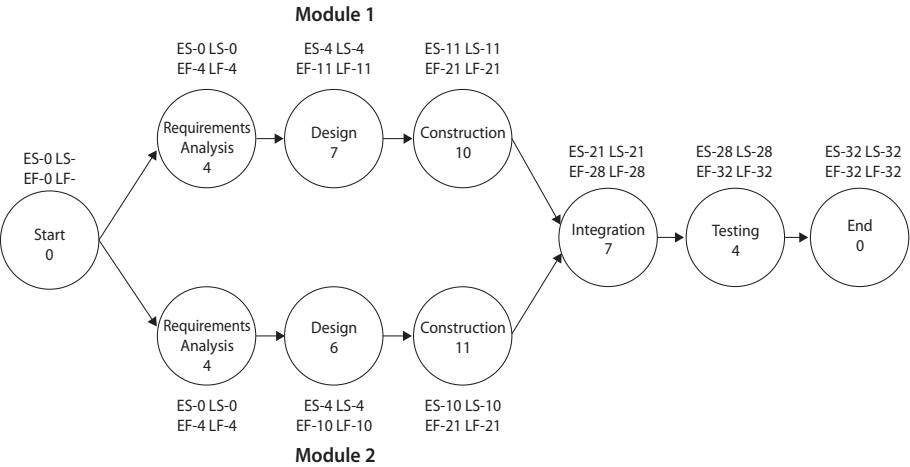 Module 1
ES-0 LS-0
EF-4 LF-4
ES-4 LS-4
EF-11 LF-11
ES-11 LS-11
EF-21 LF-21
Requirements
Analysis
4
Design
7
Construction
10
ES-0 LS-
EF-0 LF-
Start
0
ES-21 LS-21
EF-28 LF-28
Integration
7
ES-28 LS-28
EF-32 LF-32
Testing
4
ES-32 LS-32
EF-32 LF-32
End
0
Requirements
Analysis
4
Design
6
Construction
11
ES-0 LS-0
EF-4 LF-4
ES-4 LS-4
EF-10 LF-10
ES-10 LS-10
EF-21 LF-21
Module 2